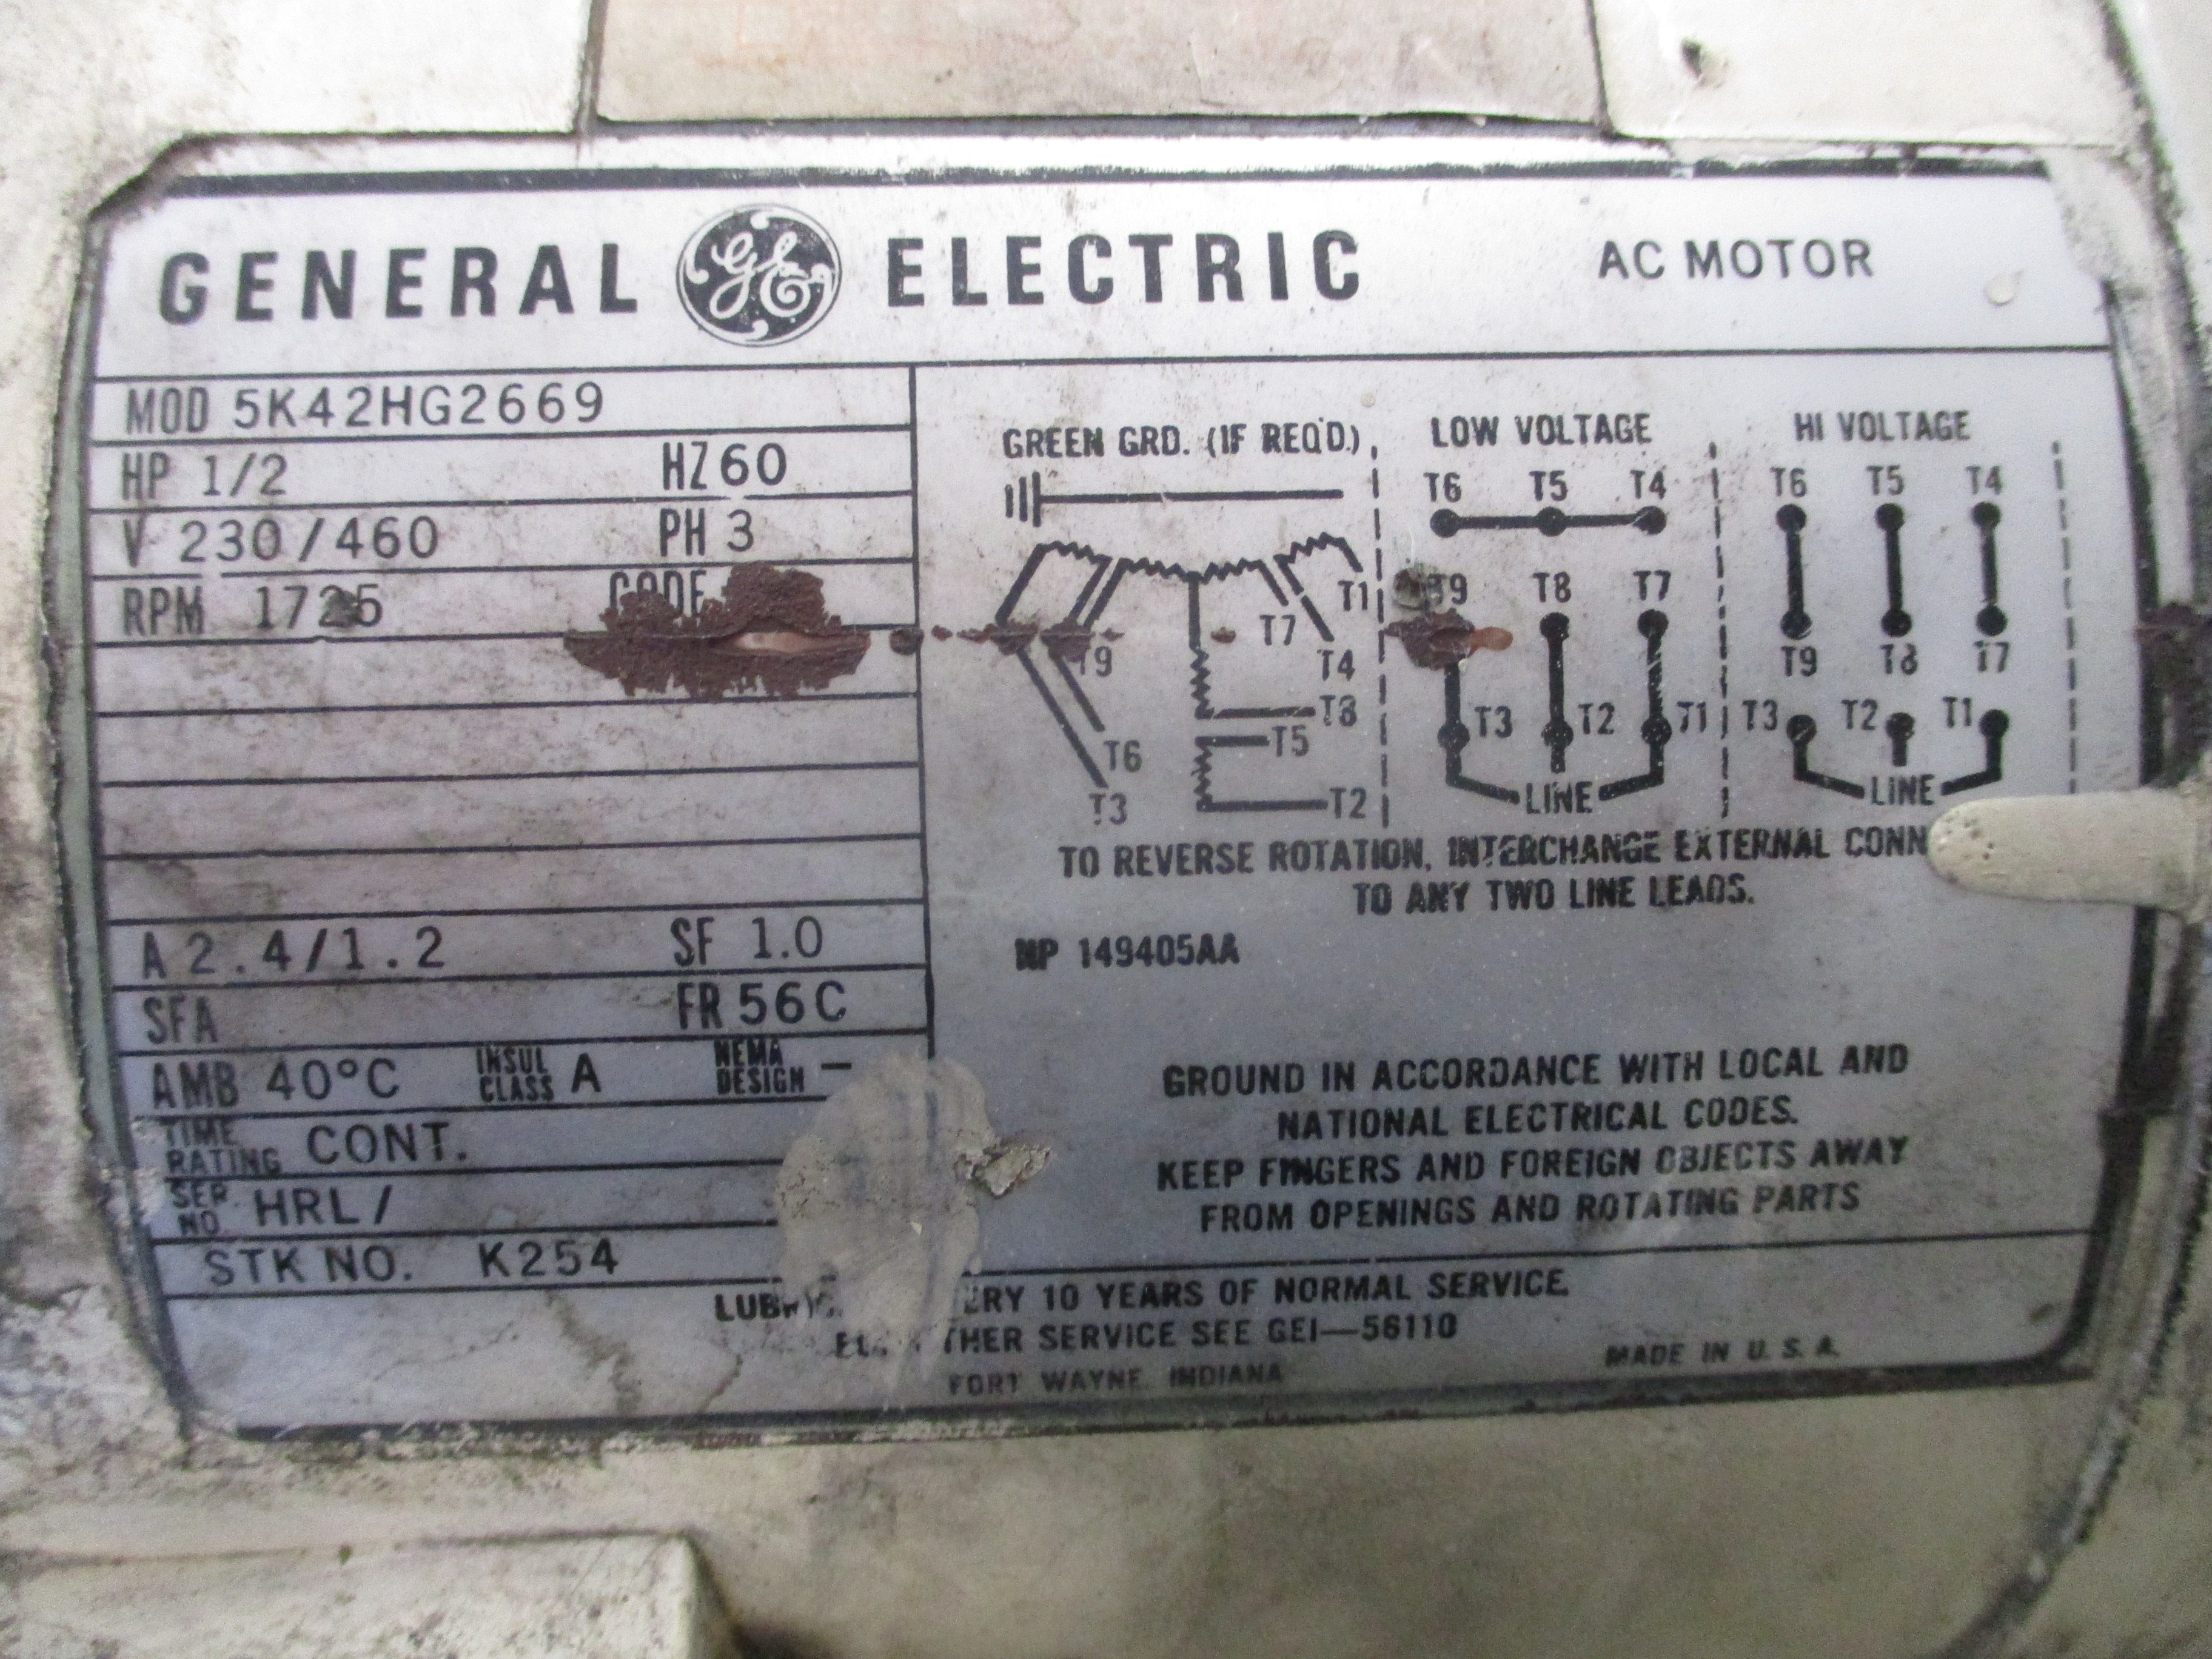 GENERAL GE ELECTRIC AC MOTOR
MOD 5K42HG2669
HP 1/2 HZ 60
V 230/460 PH 3
RPM 1725 CODE
A 2.4/1.2 SF 1.0
SFA FR 56C
AMB 40°C INSUL CLASS A NEMA DESIGN –
TIME RATING CONT.
SER. NO. HRL/
STK NO. K254
GREEN GRD. (IF REQ'D.)
T1
T7
T9
T4
T8
T6
T5
T3
T2
LOW VOLTAGE
T6 T5 T4
T9 T8 T7
T3 T2 T1
LINE
HI VOLTAGE
T6 T5 T4
T9 T8 T7
T3 T2 T1
LINE
TO REVERSE ROTATION, INTERCHANGE EXTERNAL CONN
TO ANY TWO LINE LEADS.
NP 149405AA
GROUND IN ACCORDANCE WITH LOCAL AND
NATIONAL ELECTRICAL CODES.
KEEP FINGERS AND FOREIGN OBJECTS AWAY
FROM OPENINGS AND ROTATING PARTS
10 YEARS OF NORMAL SERVICE.
SERVICE SEE GEI—56110
FORT WAYNE, INDIANA
MADE IN U.S.A.